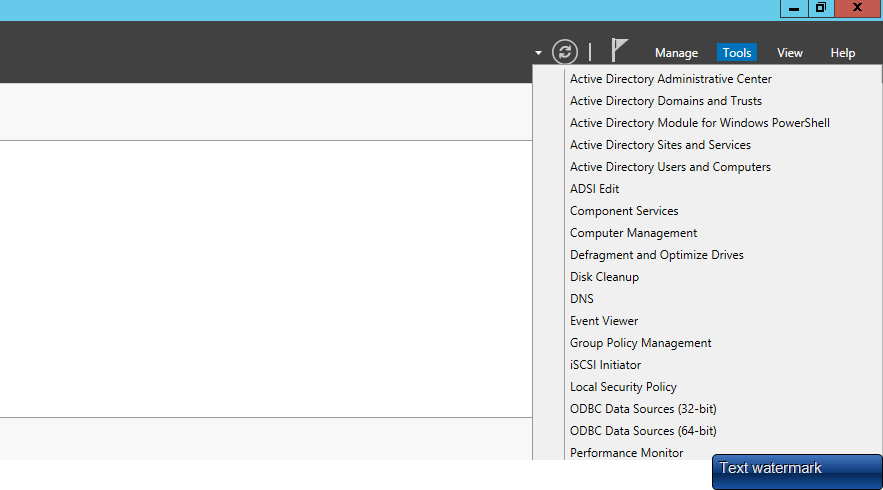 Manage Tools View Help
Active Directory Administrative Center
Active Directory Domains and Trusts
Active Directory Module for Windows PowerShell
Active Directory Sites and Services
Active Directory Users and Computers
ADSI Edit
Component Services
Computer Management
Defragment and Optimize Drives
Disk Cleanup
DNS
Event Viewer
Group Policy Management
iSCSI Initiator
Local Security Policy
ODBC Data Sources (32-bit)
ODBC Data Sources (64-bit)
Performance Monitor
Text watermark